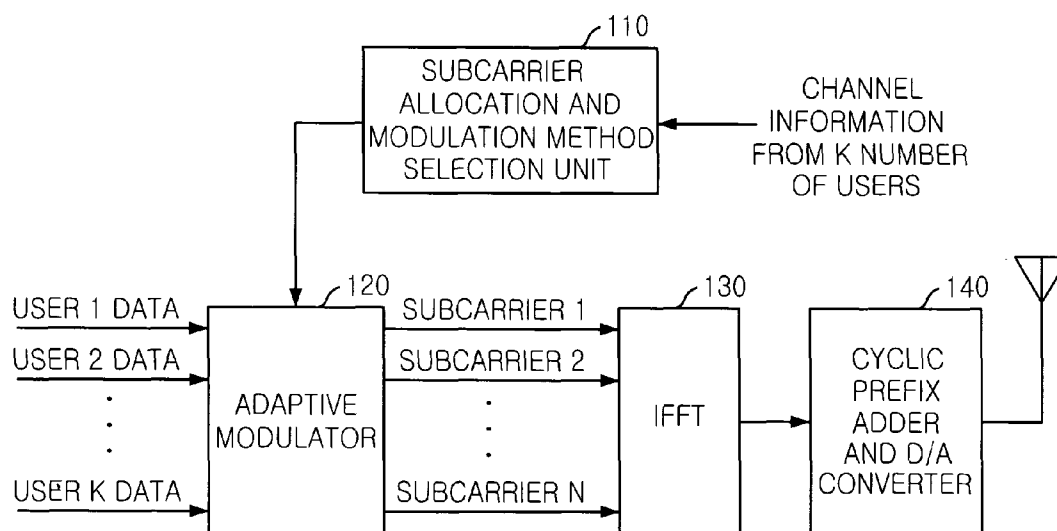 110
SUBCARRIER
ALLOCATION AND
MODULATION METHOD
SELECTION UNIT
CHANNEL
INFORMATION
FROM K NUMBER
OF USERS
120
130
140
USER 1 DATA
USER 2 DATA
USER K DATA
ADAPTIVE
MODULATOR
SUBCARRIER 1
SUBCARRIER 2
SUBCARRIER N
IFFT
CYCLIC
PREFIX
ADDER
AND D/A
CONVERTER